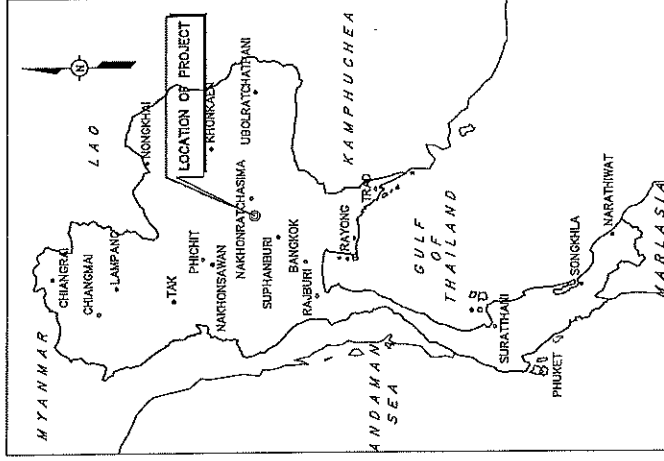 MYANMAR
N
CHIANGRAI
CHIANGMAI
LAO
LAMPANG
NONGKHAI
TAK
LOCATION OF PROJECT
PHICHIT
KHONKAEN
NAKHONSAWAN
NAKHONRATCHASIMA
UBOLRATCHATHANI
SUPHANBURI
BANGKOK
RAJBURI
KAMPHUCHEA
RAYONG
TRAD
ANDAMAN
SEA
GULF
OF
THAILAND
SURATTHANI
PHUKET
SONGKHLA
NARATHIWAT
MARLASIA